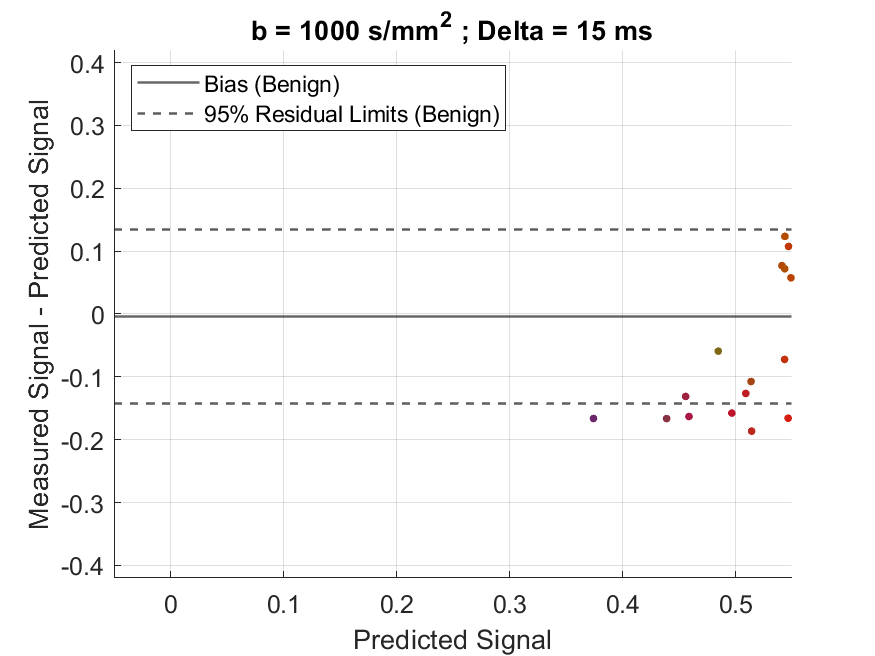 b = 1000 s/mm² ; Delta = 15 ms
Bias (Benign)
95% Residual Limits (Benign)
Measured Signal - Predicted Signal
0.4
0.3
0.2
0.1
0
-0.1
-0.2
-0.3
-0.4
0 0.1 0.2 0.3 0.4 0.5
Predicted Signal